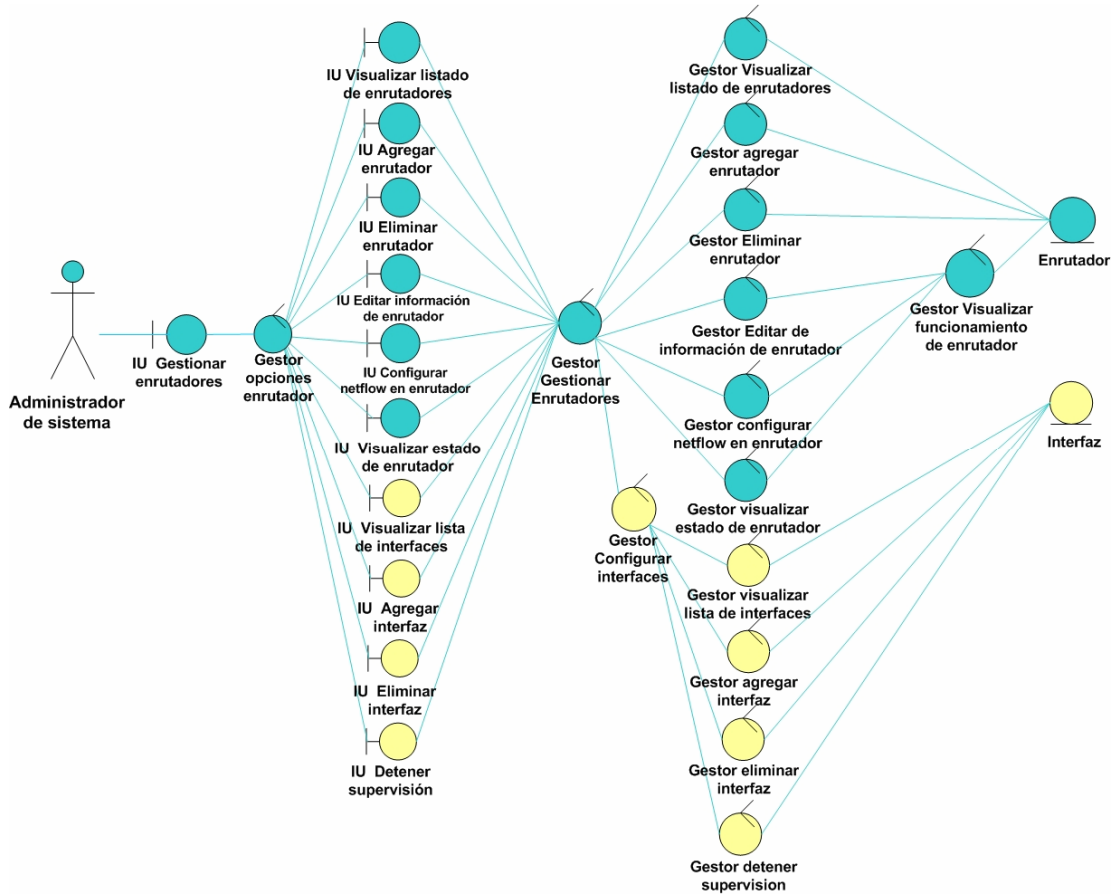 Administrador
de sistema
IU Gestionar
enrutadores
Gestor
opciones
enrutador
IU Visualizar listado
de enrutadores
IU Agregar
enrutador
IU Eliminar
enrutador
IU Editar información
de enrutador
IU Configurar
netflow en enrutador
IU Visualizar estado
de enrutador
IU Visualizar lista
de interfaces
IU Agregar
interfaz
IU Eliminar
interfaz
IU Detener
supervisión
Gestor
Gestionar
Enrutadores
Gestor
Configurar
interfaces
Gestor Visualizar
listado de enrutadores
Gestor agregar
enrutador
Gestor Eliminar
enrutador
Gestor Editar de
información de enrutador
Gestor configurar
netflow en enrutador
Gestor visualizar
estado de enrutador
Gestor visualizar
lista de interfaces
Gestor agregar
interfaz
Gestor eliminar
interfaz
Gestor detener
supervision
Gestor Visualizar
funcionamiento
de enrutador
Enrutador
Interfaz